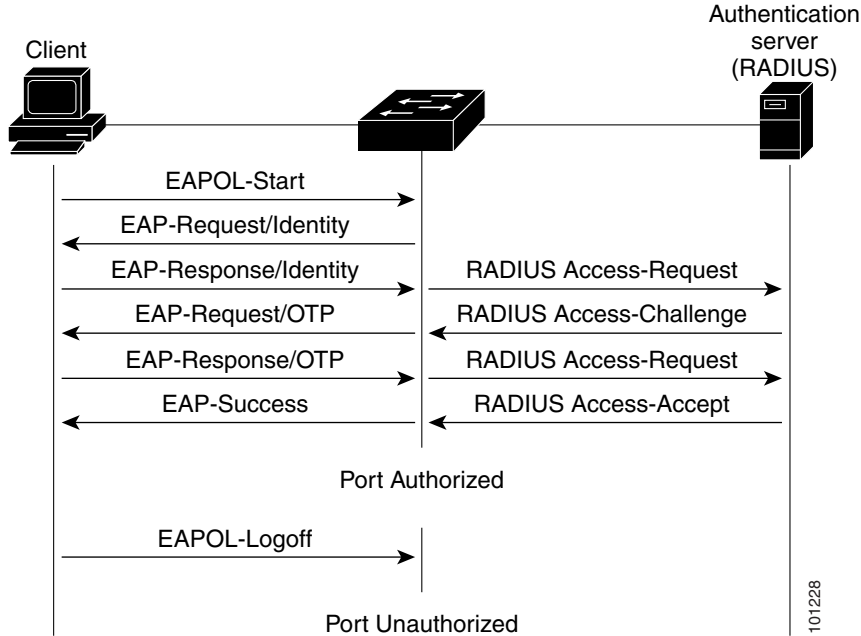 Authentication
server
(RADIUS)
Client
EAPOL-Start
EAP-Request/Identity
EAP-Response/Identity
RADIUS Access-Request
EAP-Request/OTP
RADIUS Access-Challenge
EAP-Response/OTP
RADIUS Access-Request
EAP-Success
RADIUS Access-Accept
Port Authorized
EAPOL-Logoff
Port Unauthorized
101228